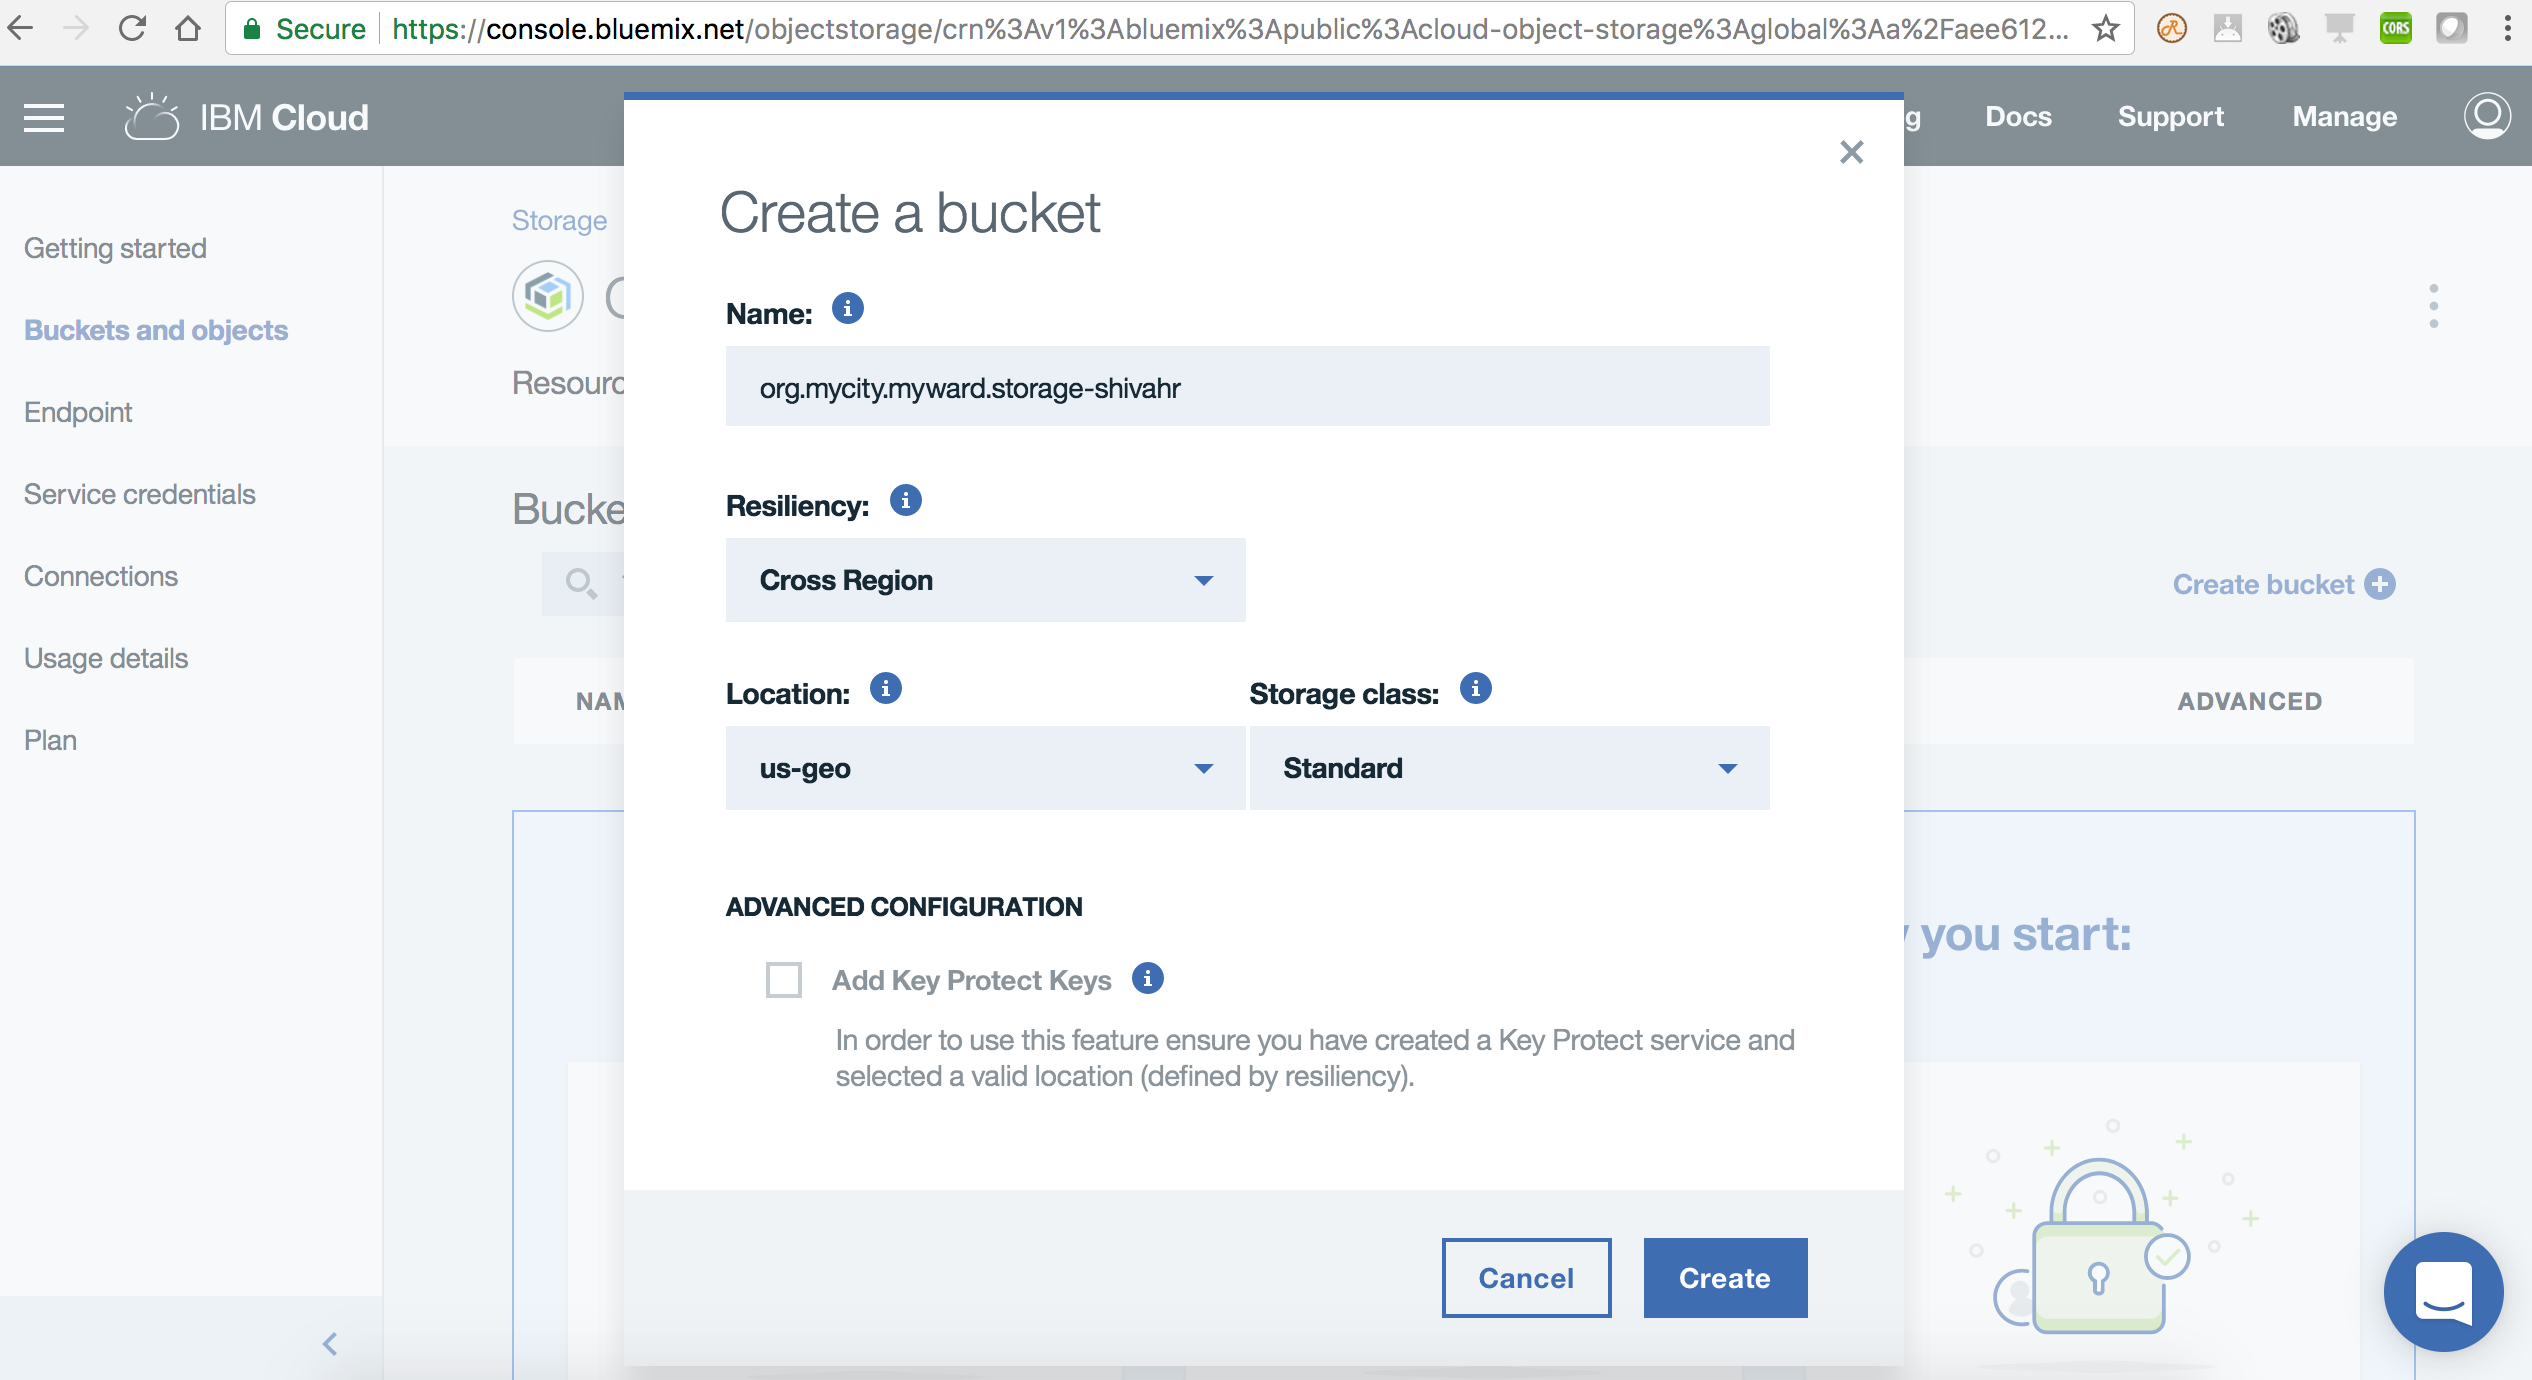 Secure https://console.bluemix.net/objectstorage/crn%3Av1%3Abluemix%3Apublic%3Acloud-object-storage%3Aglobal%3Aa%2Faee612...
CORS
IBM Cloud
g Docs Support Manage
Create a bucket
Getting started
Buckets and objects
Endpoint
Service credentials
Connections
Usage details
Plan
Storage
Resourc
Bucke
Create bucket
NAM
ADVANCED
you start:
Name:
org.mycity.myward.storage-shivahr
Resiliency:
Cross Region
Location:
Storage class:
us-geo
Standard
ADVANCED CONFIGURATION
Add Key Protect Keys
In order to use this feature ensure you have created a Key Protect service and
selected a valid location (defined by resiliency).
Cancel
Create